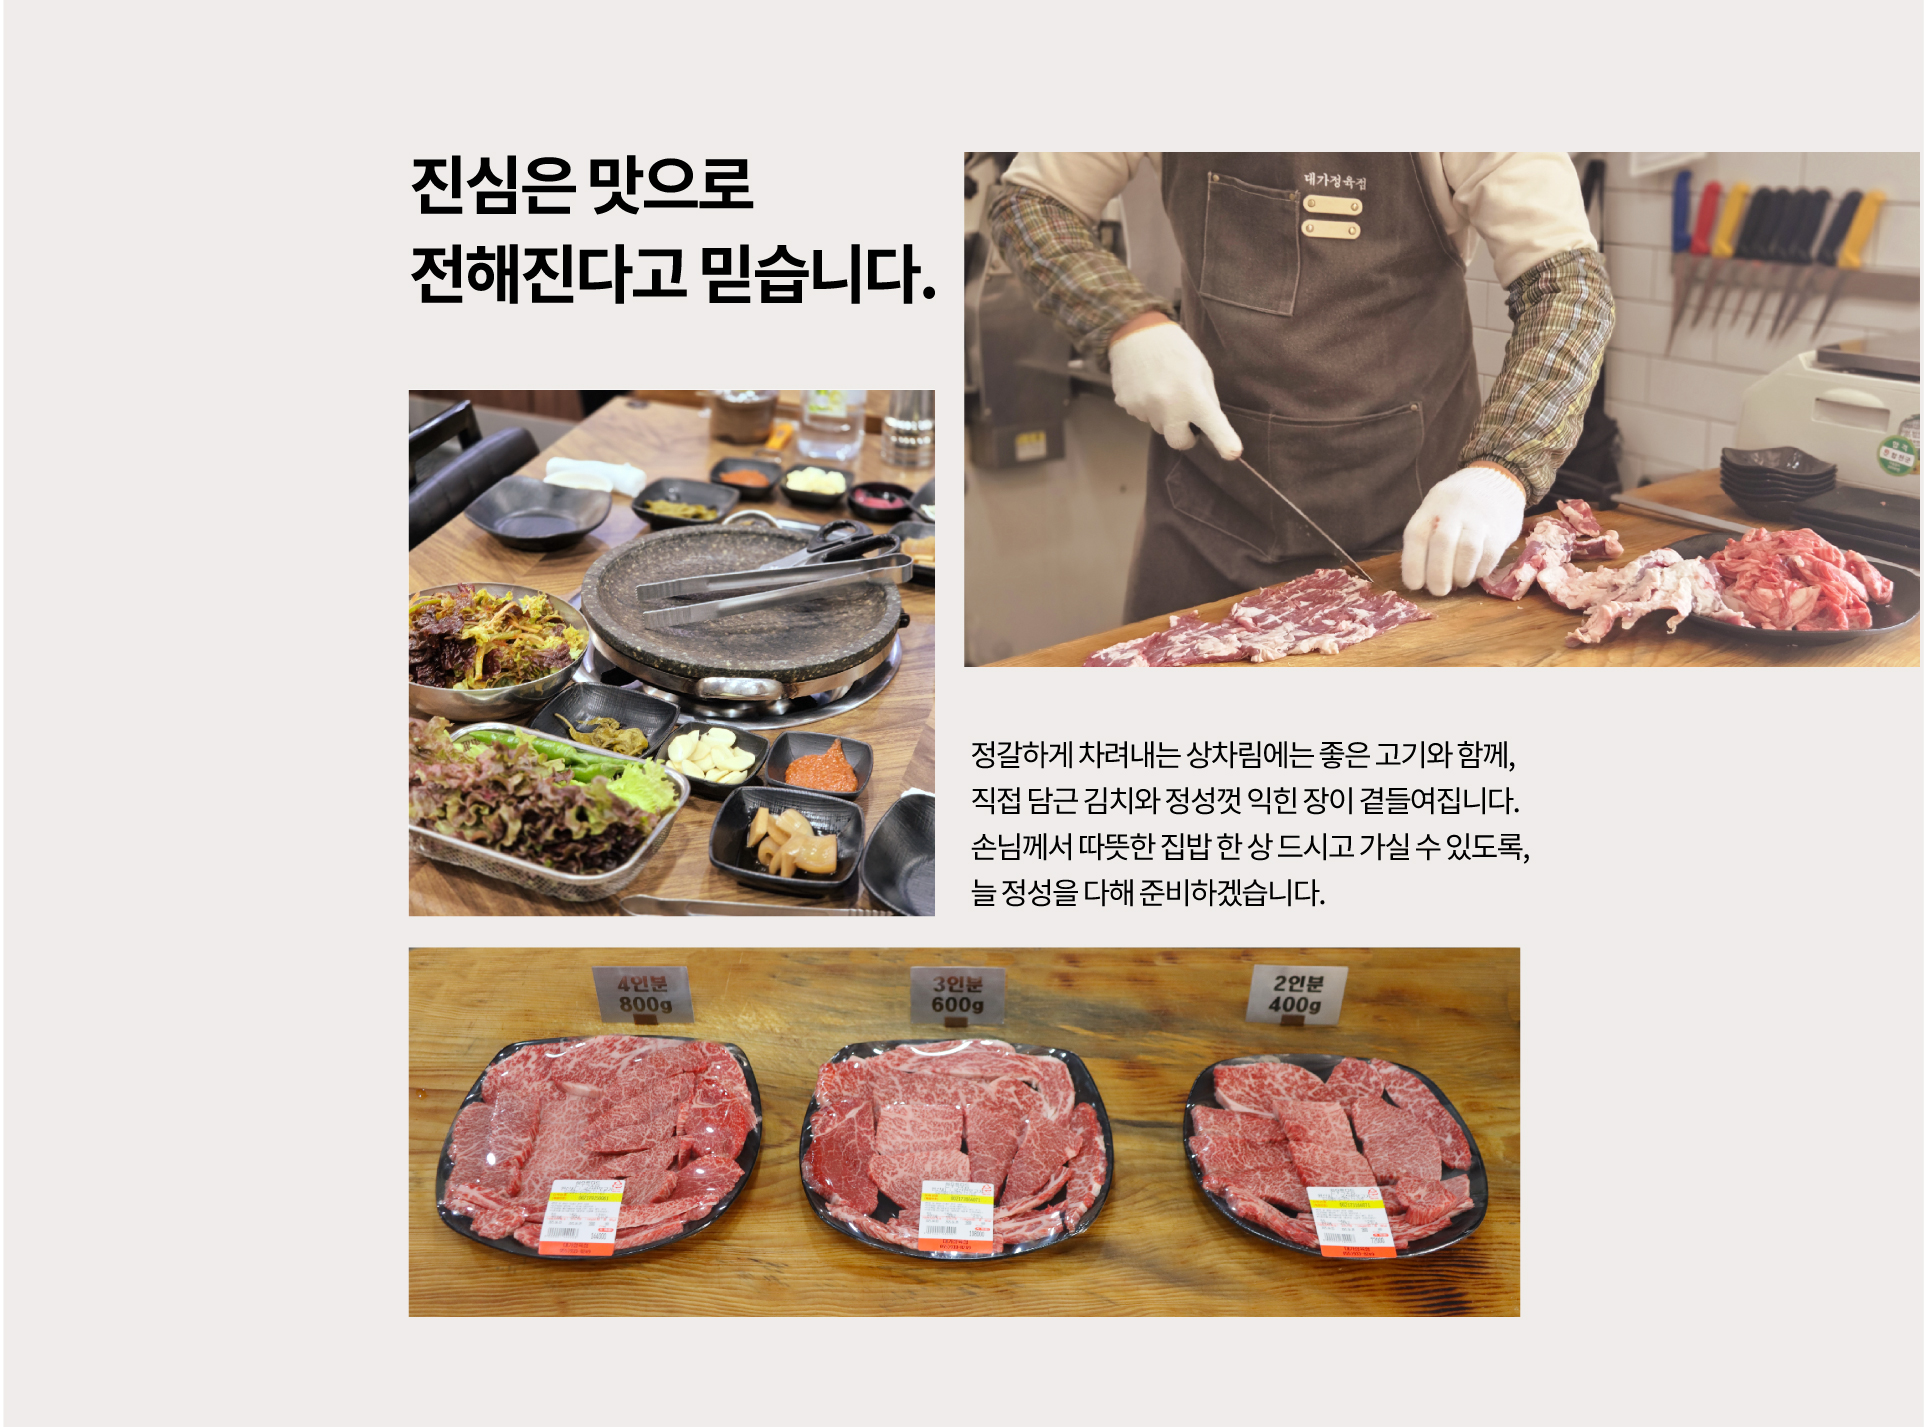 진심은 맛으로
전해진다고 믿습니다.
대가정육점
정갈하게 차려내는 상차림에는 좋은 고기와 함께,
직접 담근 김치와 정성껏 익힌 장이 곁들여집니다.
손님께서 따뜻한 집밥 한 상 드시고 가실 수 있도록,
늘 정성을 다해 준비하겠습니다.
4인분
800g
3인분
600g
2인분
400g